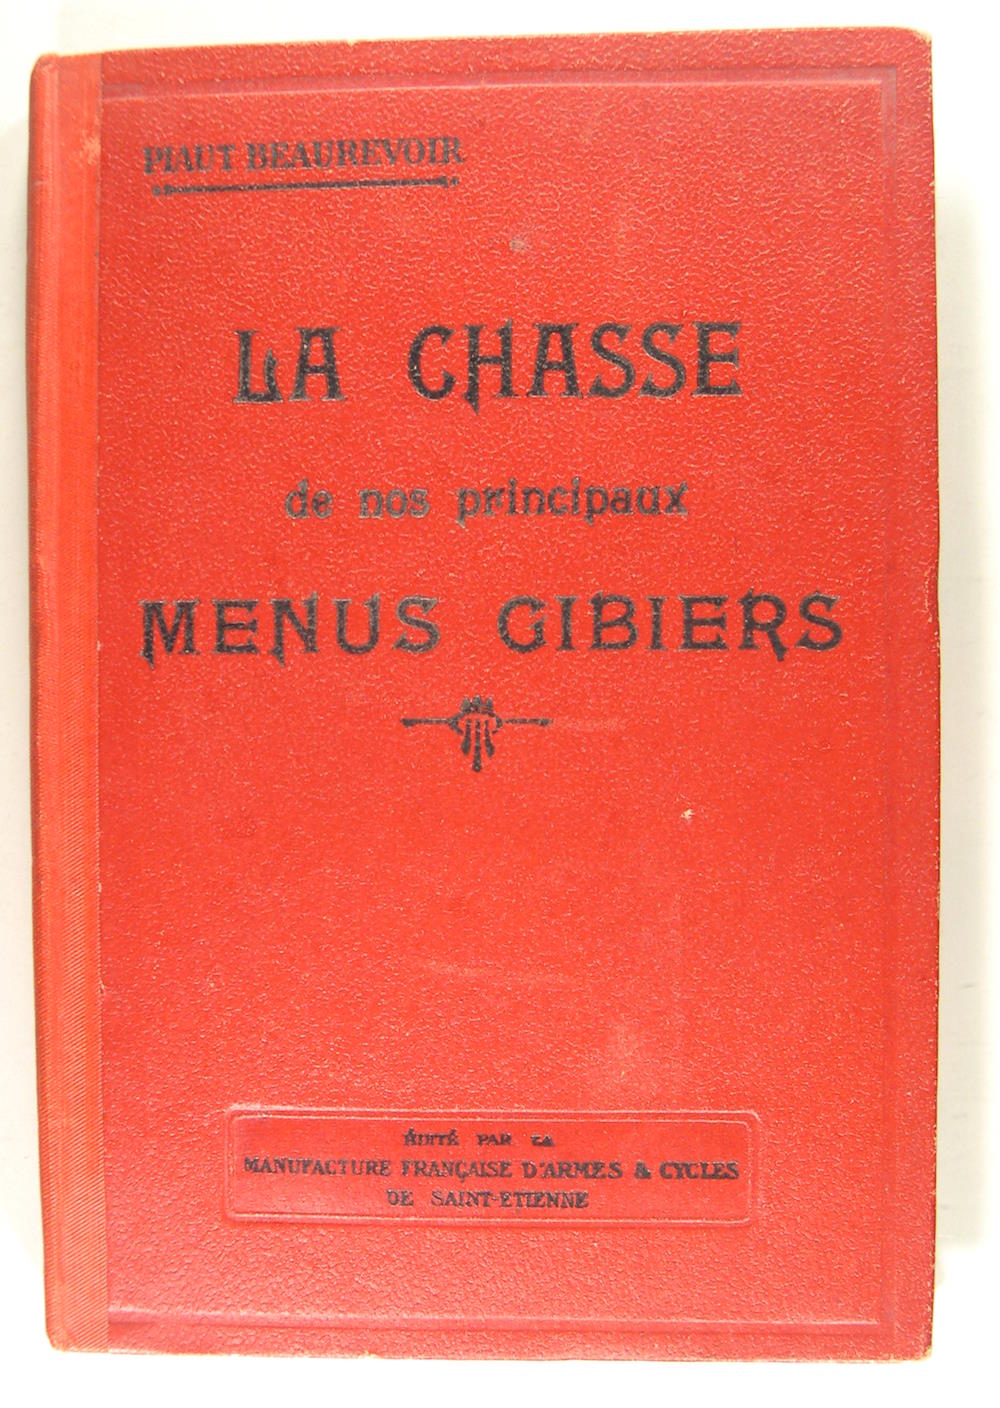 PIAUT BEAUREVOIR
LA CHASSE
de nos principaux
MENUS GIBIERS
ÉDITÉ PAR LA
MANUFACTURE FRANÇAISE D'ARMES & CYCLES
DE SAINT-ETIENNE